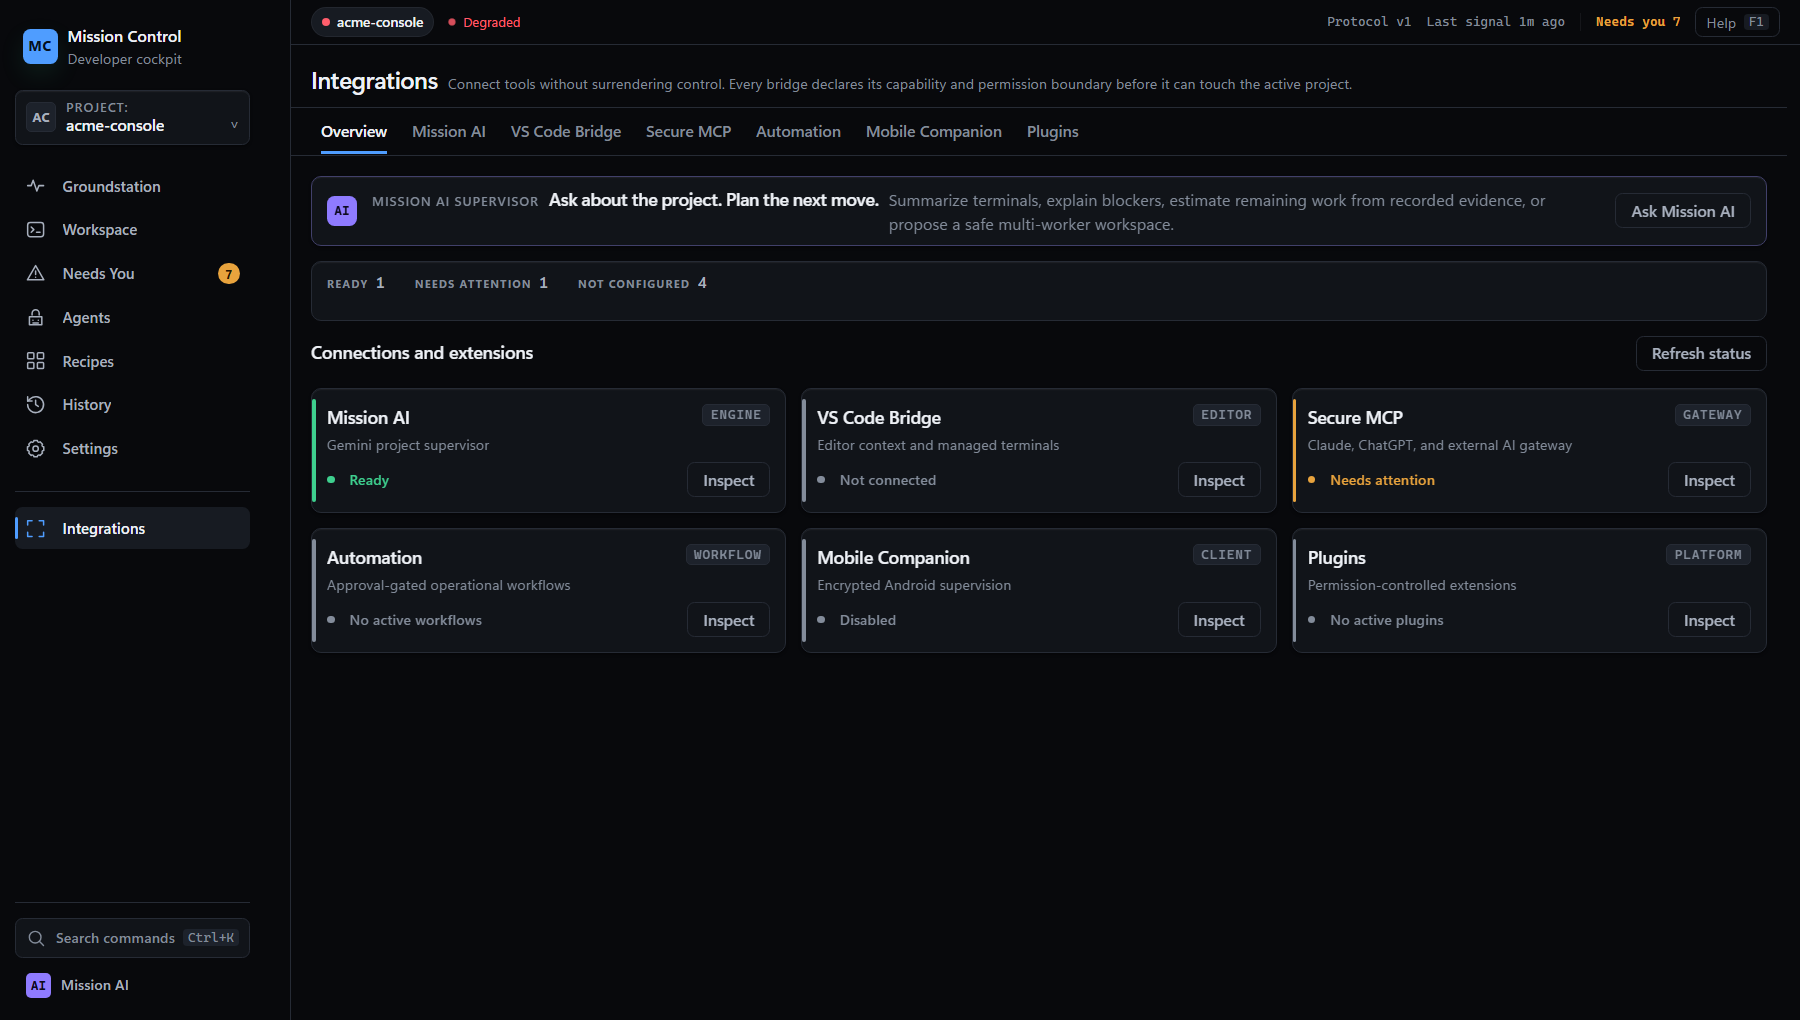 MC
Mission Control
Developer cockpit
AC
PROJECT:
acme-console
v
Groundstation
Workspace
Needs You 7
Agents
Recipes
History
Settings
Integrations
Search commands Ctrl+K
AI Mission AI
acme-console Degraded
Protocol v1 Last signal 1m ago Needs you 7 Help F1
Integrations Connect tools without surrendering control. Every bridge declares its capability and permission boundary before it can touch the active project.
Overview Mission AI VS Code Bridge Secure MCP Automation Mobile Companion Plugins
AI MISSION AI SUPERVISOR Ask about the project. Plan the next move. Summarize terminals, explain blockers, estimate remaining work from recorded evidence, or
propose a safe multi-worker workspace.
Ask Mission AI
READY 1 NEEDS ATTENTION 1 NOT CONFIGURED 4
Connections and extensions Refresh status
Mission AI ENGINE
Gemini project supervisor
Ready Inspect
VS Code Bridge EDITOR
Editor context and managed terminals
Not connected Inspect
Secure MCP GATEWAY
Claude, ChatGPT, and external AI gateway
Needs attention Inspect
Automation WORKFLOW
Approval-gated operational workflows
No active workflows Inspect
Mobile Companion CLIENT
Encrypted Android supervision
Disabled Inspect
Plugins PLATFORM
Permission-controlled extensions
No active plugins Inspect